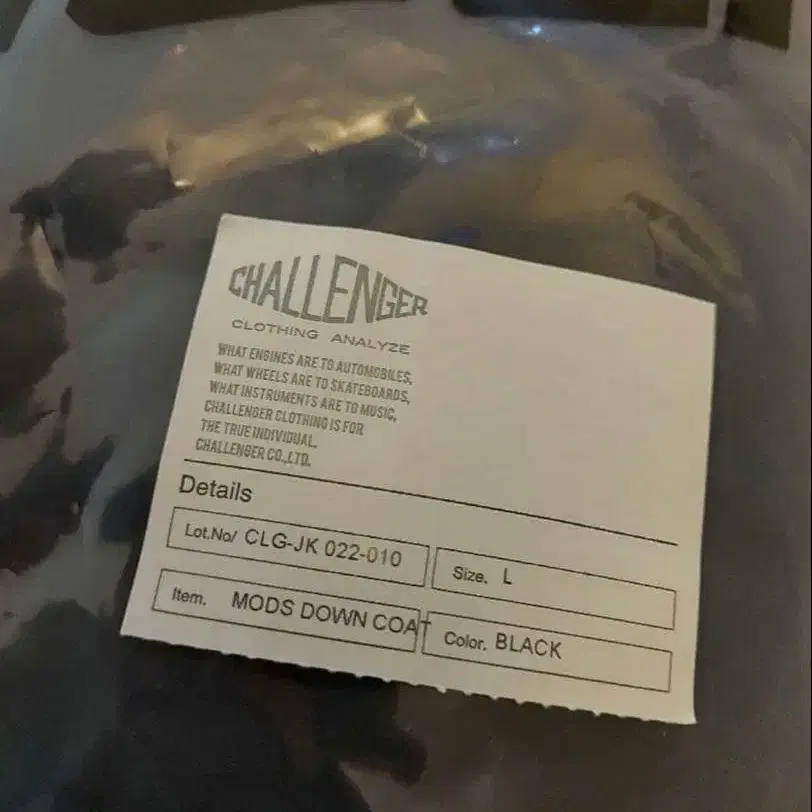 CHALLENGER
CLOTHING ANALYZE
WHAT ENGINES ARE TO AUTOMOBILES,
WHAT WHEELS ARE TO SKATEBOARDS,
WHAT INSTRUMENTS ARE TO MUSIC,
CHALLENGER CLOTHING IS FOR
THE TRUE INDIVIDUAL.
CHALLENGER CO.,LTD.
Details
Lot.No/ CLG-JK 022-010
Size. L
Item. MODS DOWN COAT
Color. BLACK